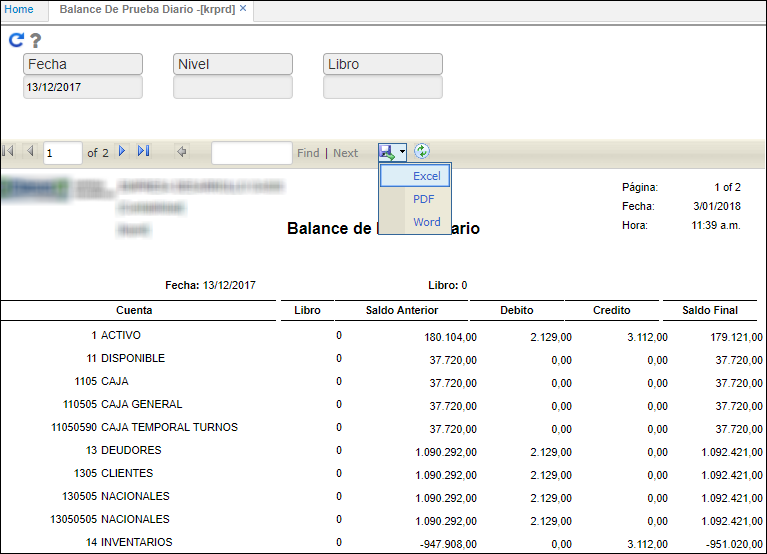 Home Balance De Prueba Diario -[krprd] ×
?
Fecha Nivel Libro
13/12/2017
1 of 2 Find | Next
Excel
PDF
Word
Página: 1 of 2
Fecha: 3/01/2018
Hora: 11:39 a.m.
Balance de ario
Fecha: 13/12/2017 Libro: 0
Cuenta Libro Saldo Anterior Debito Credito Saldo Final
1 ACTIVO 0 180.104,00 2.129,00 3.112,00 179.121,00
11 DISPONIBLE 0 37.720,00 0,00 0,00 37.720,00
1105 CAJA 0 37.720,00 0,00 0,00 37.720,00
110505 CAJA GENERAL 0 37.720,00 0,00 0,00 37.720,00
11050590 CAJA TEMPORAL TURNOS 0 37.720,00 0,00 0,00 37.720,00
13 DEUDORES 0 1.090.292,00 2.129,00 0,00 1.092.421,00
1305 CLIENTES 0 1.090.292,00 2.129,00 0,00 1.092.421,00
130505 NACIONALES 0 1.090.292,00 2.129,00 0,00 1.092.421,00
13050505 NACIONALES 0 1.090.292,00 2.129,00 0,00 1.092.421,00
14 INVENTARIOS 0 -947.908,00 0,00 3.112,00 -951.020,00